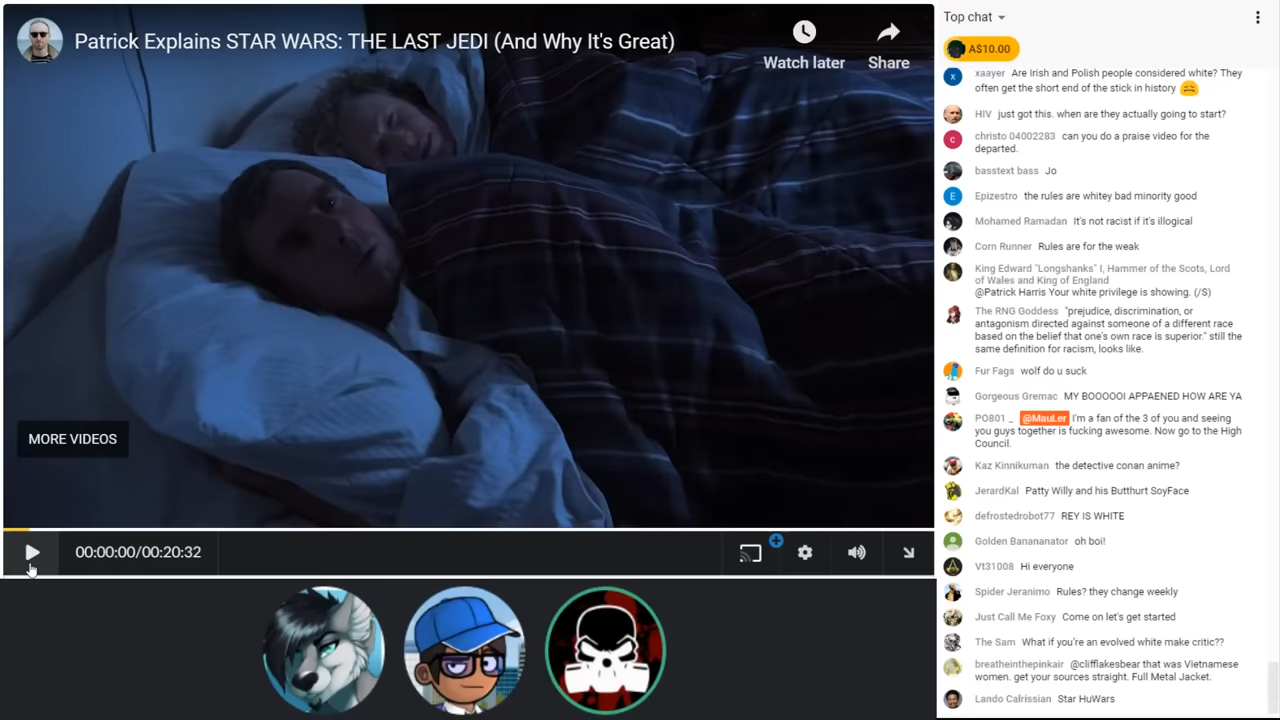 Patrick Explains STAR WARS: THE LAST JEDI (And Why It's Great)
Watch later
Share
MORE VIDEOS
00:00:00/00:20:32
Top chat
A$10.00
xaayer Are Irish and Polish people considered white? They
often get the short end of the stick in history
HIV just got this. when are they actually going to start?
christo 04002283 can you do a praise video for the
departed.
basstext bass Jo
Epizestro the rules are whitey bad minority good
Mohamed Ramadan It's not racist if it's illogical
Corn Runner Rules are for the weak
King Edward "Longshanks" I, Hammer of the Scots, Lord
of Wales and King of England
@Patrick Harris Your white privilege is showing. (/S)
The RNG Goddess "prejudice, discrimination, or
antagonism directed against someone of a different race
based on the belief that one's own race is superior." still the
same definition for racism, looks like.
Fur Fags wolf do u suck
Gorgeous Gremac MY BOOOOOI APPAENED HOW ARE YA
PO801 _ @MauLer I'm a fan of the 3 of you and seeing
you guys together is fucking awesome. Now go to the High
Council.
Kaz Kinnikuman the detective conan anime?
JerardKal Patty Willy and his Butthurt SoyFace
defrostedrobot77 REY IS WHITE
Golden Banananator oh boi!
Vt31008 Hi everyone
Spider Jeranimo Rules? they change weekly
Just Call Me Foxy Come on let's get started
The Sam What if you're an evolved white make critic??
breatheinthepinkair @clifflakesbear that was Vietnamese
women. get your sources straight. Full Metal Jacket.
Lando Calrissian Star HuWars